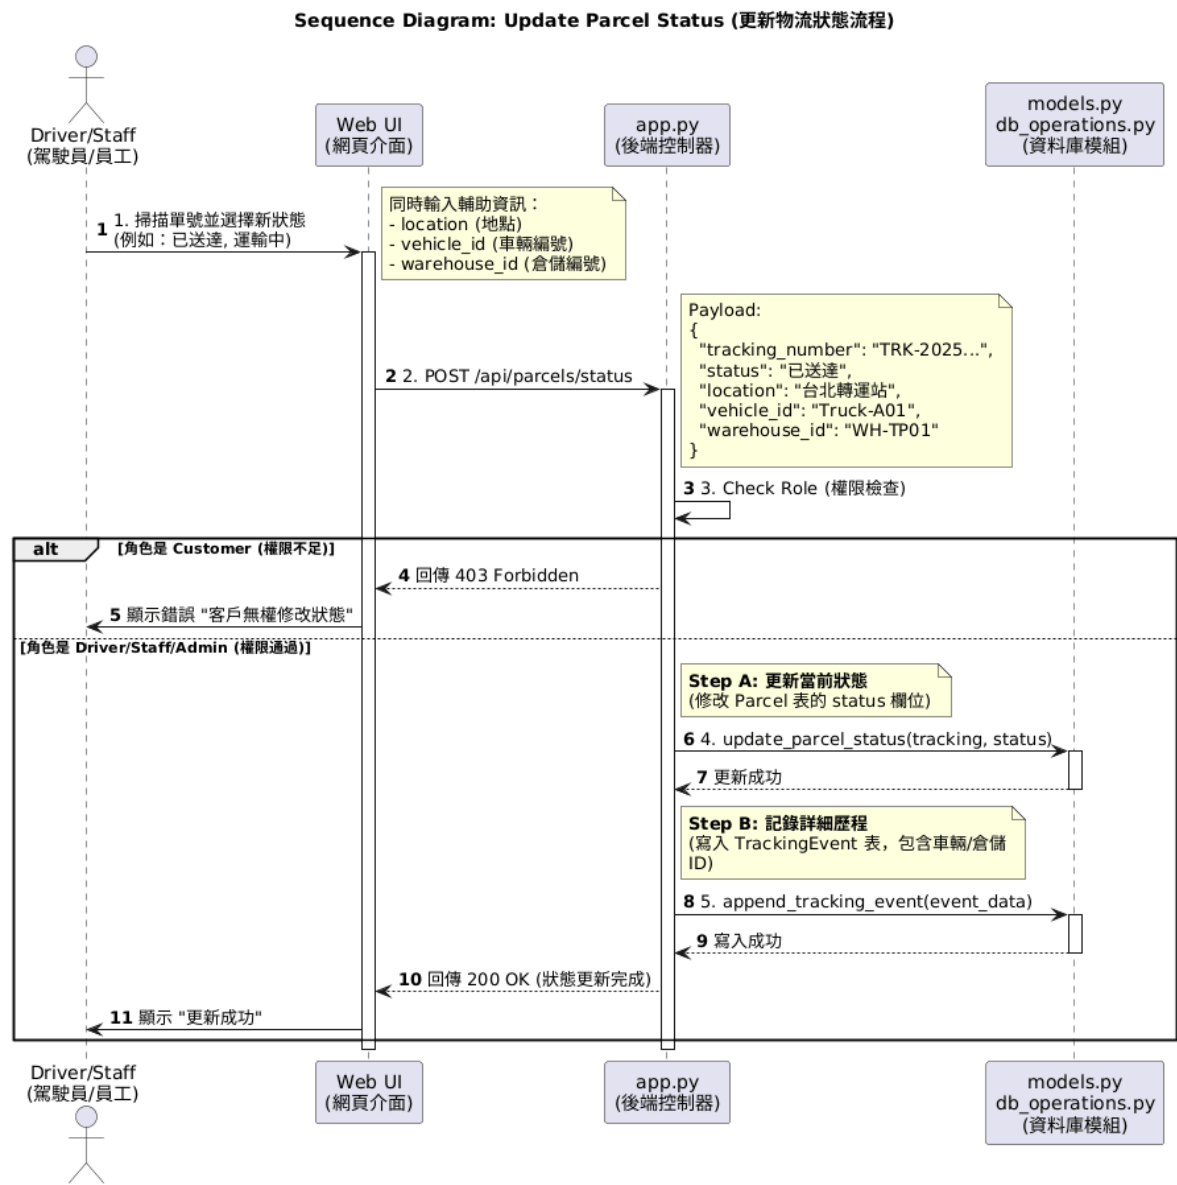 Sequence Diagram: Update Parcel Status (更新物流狀態流程)
Driver/Staff
(駕駛員/員工)
Web UI
(網頁介面)
app.py
(後端控制器)
models.py
db_operations.py
(資料庫模組)
1 1. 掃描單號並選擇新狀態
(例如：已送達, 運輸中)
同時輸入輔助資訊：
- location (地點)
- vehicle_id (車輛編號)
- warehouse_id (倉儲編號)
2 2. POST /api/parcels/status
Payload:
{
"tracking_number": "TRK-2025...",
"status": "已送達",
"location": "台北轉運站",
"vehicle_id": "Truck-A01",
"warehouse_id": "WH-TP01"
}
3 3. Check Role (權限檢查)
alt [角色是 Customer (權限不足)]
4 回傳 403 Forbidden
5 顯示錯誤 "客戶無權修改狀態"
[角色是 Driver/Staff/Admin (權限通過)]
Step A: 更新當前狀態
(修改 Parcel 表的 status 欄位)
6 4. update_parcel_status(tracking, status)
7 更新成功
Step B: 記錄詳細歷程
(寫入 TrackingEvent 表，包含車輛/倉儲
ID)
8 5. append_tracking_event(event_data)
9 寫入成功
10 回傳 200 OK (狀態更新完成)
11 顯示 "更新成功"
Driver/Staff
(駕駛員/員工)
Web UI
(網頁介面)
app.py
(後端控制器)
models.py
db_operations.py
(資料庫模組)